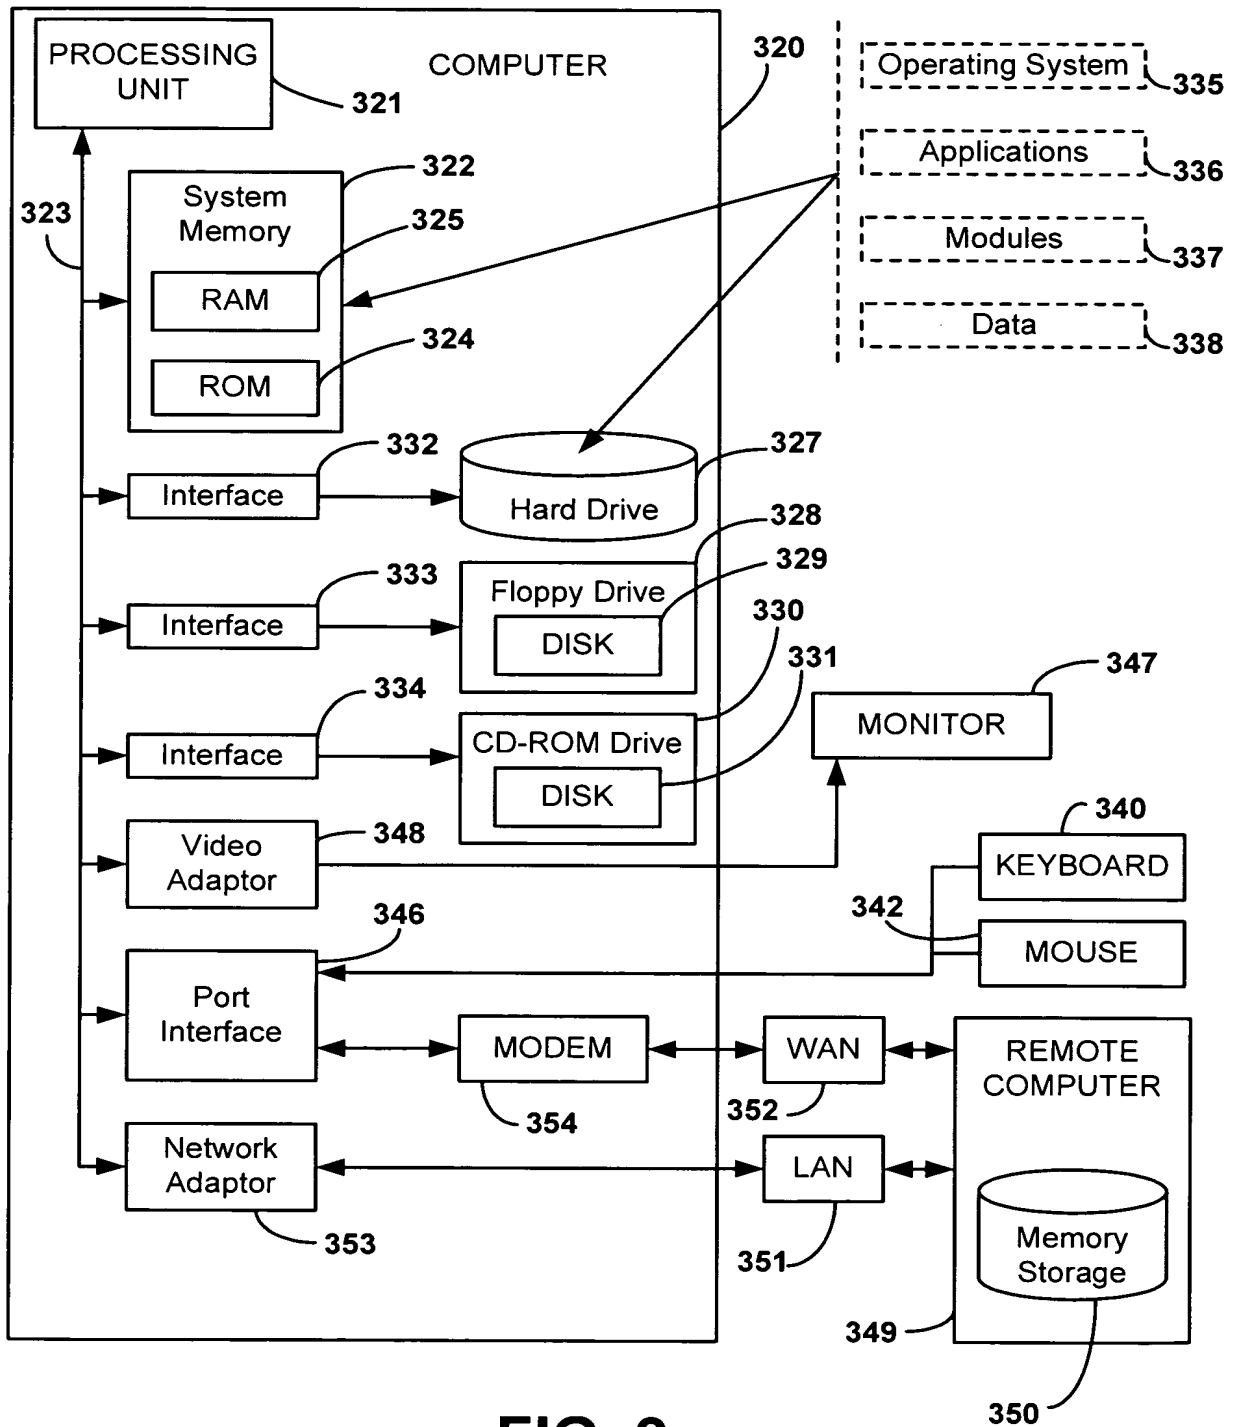 PROCESSING
UNIT
321
COMPUTER
320
Operating System
335
Applications
336
Modules
337
Data
338
323
322
System
Memory
325
RAM
324
ROM
332
Interface
327
Hard Drive
333
Interface
328
Floppy Drive
329
DISK
334
Interface
330
CD-ROM Drive
331
DISK
347
MONITOR
348
Video
Adaptor
340
KEYBOARD
342
MOUSE
346
Port
Interface
MODEM
354
WAN
352
REMOTE
COMPUTER
Network
Adaptor
353
LAN
351
Memory
Storage
349
350